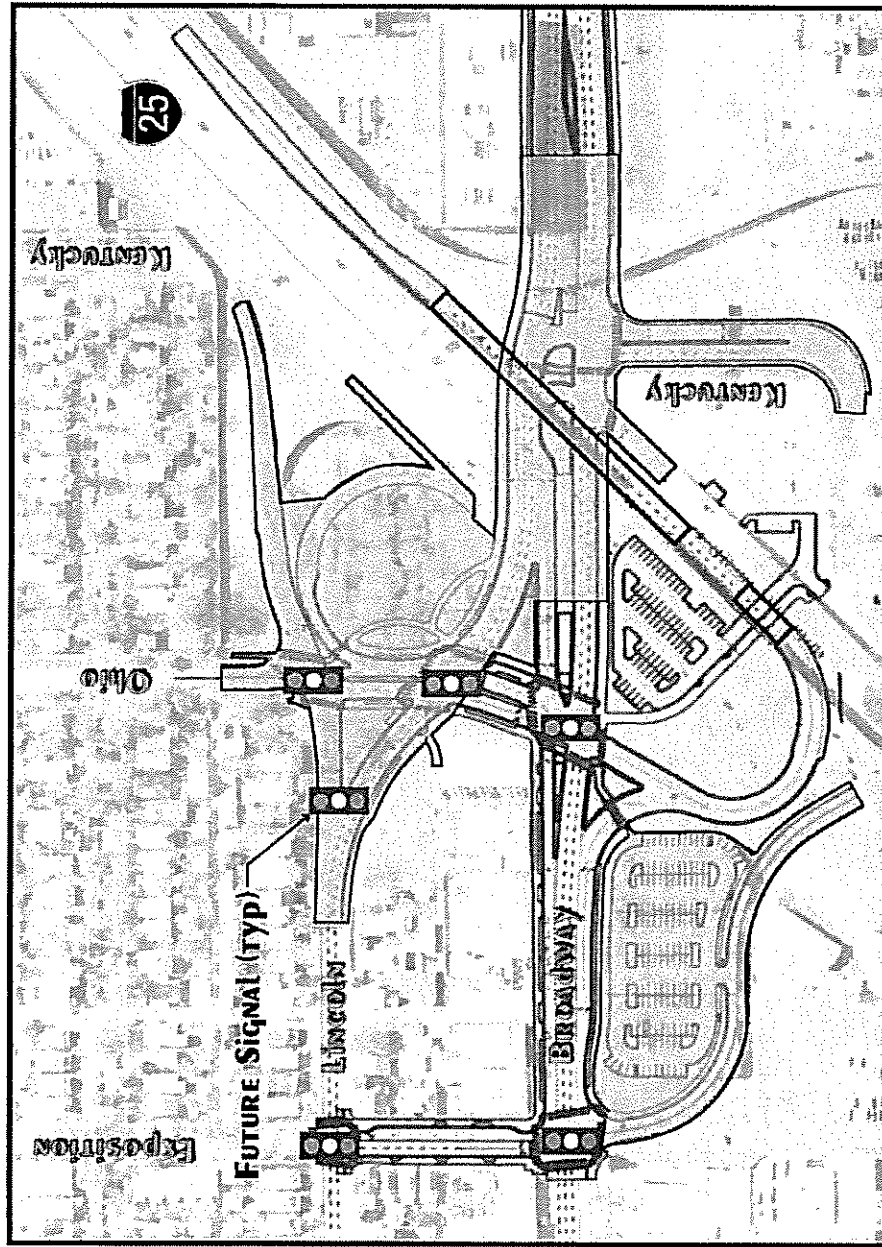 25
Kentucky
Ohio
Future Signal (typ)
Lincoln
Exposition
Broadway
Kentucky